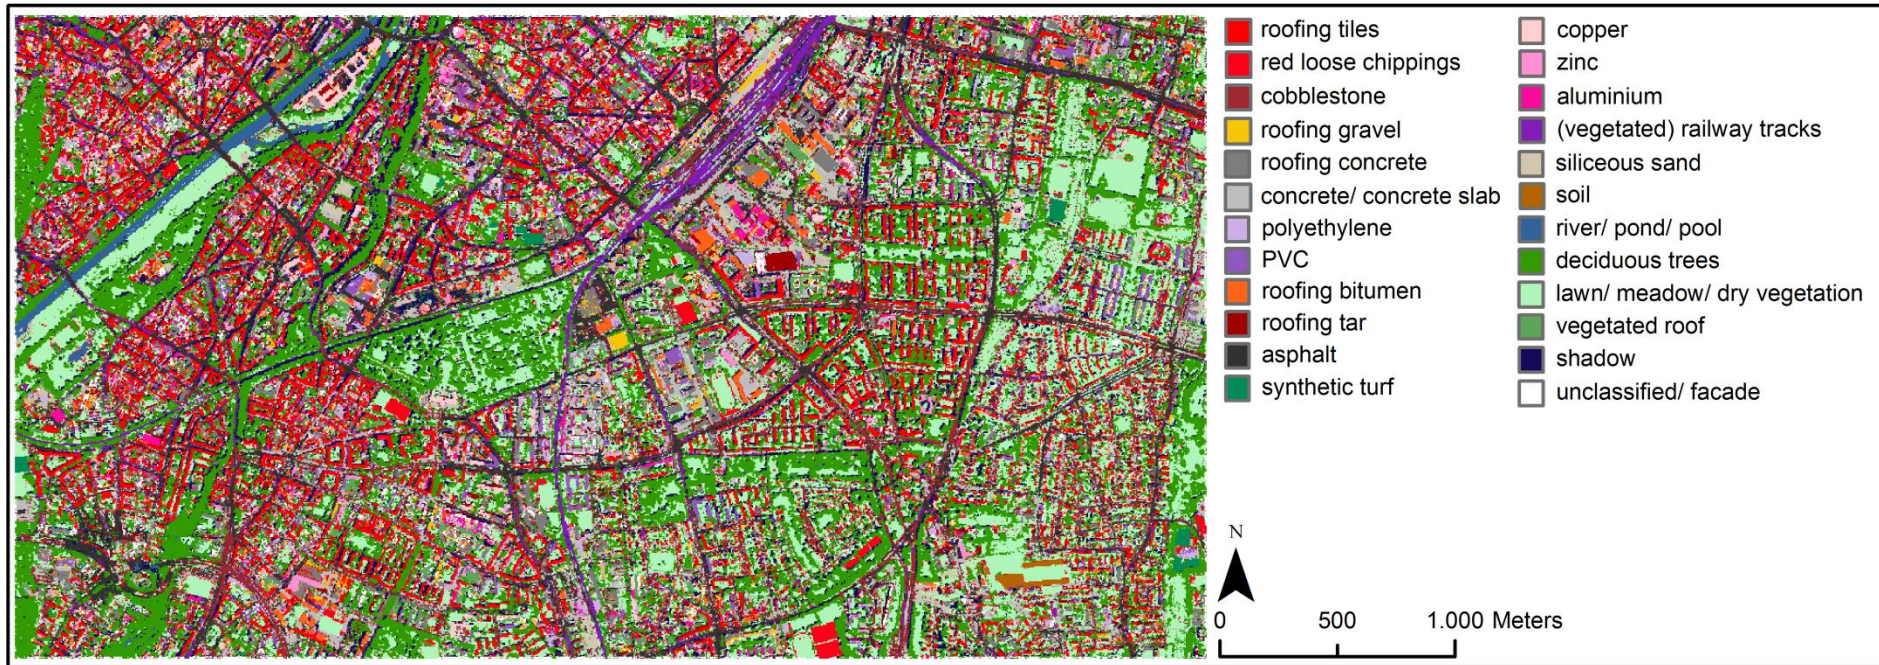 roofing tiles
red loose chippings
cobblestone
roofing gravel
roofing concrete
concrete/ concrete slab
polyethylene
PVC
roofing bitumen
roofing tar
asphalt
synthetic turf
copper
zinc
aluminium
(vegetated) railway tracks
siliceous sand
soil
river/ pond/ pool
deciduous trees
lawn/ meadow/ dry vegetation
vegetated roof
shadow
unclassified/ facade
N
0 500 1.000 Meters